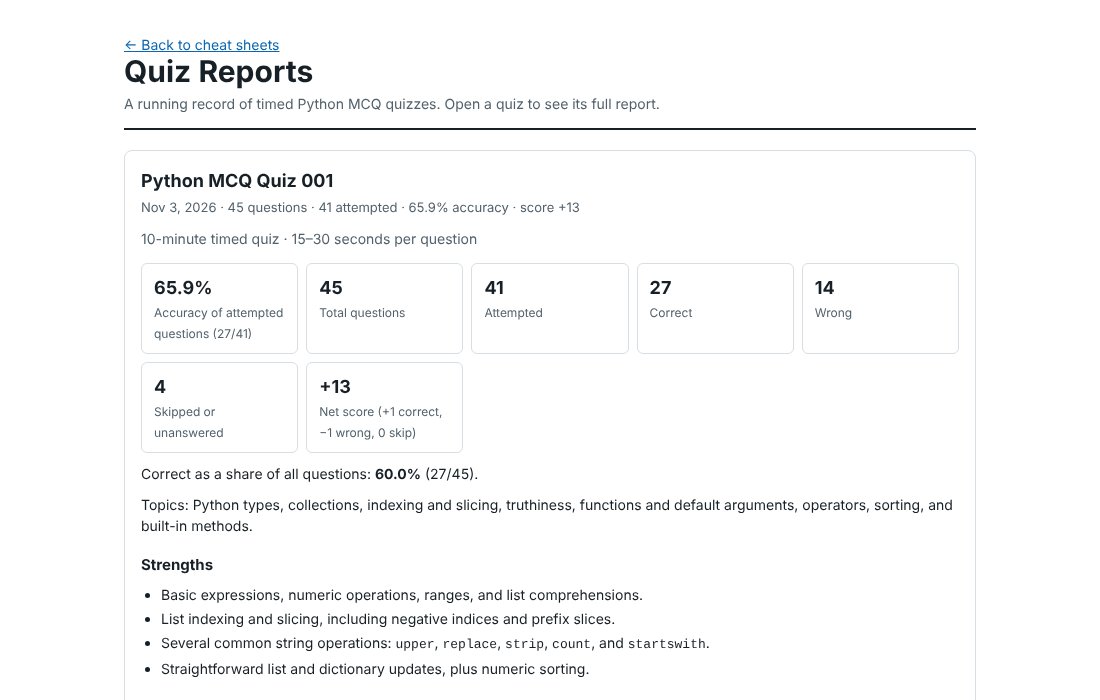 ← Back to cheat sheets
Quiz Reports
A running record of timed Python MCQ quizzes. Open a quiz to see its full report.
Python MCQ Quiz 001
Nov 3, 2026 · 45 questions · 41 attempted · 65.9% accuracy · score +13
10-minute timed quiz · 15–30 seconds per question
65.9%
Accuracy of attempted
questions (27/41)
45
Total questions
41
Attempted
27
Correct
14
Wrong
4
Skipped or
unanswered
+13
Net score (+1 correct,
−1 wrong, 0 skip)
Correct as a share of all questions: 60.0% (27/45).
Topics: Python types, collections, indexing and slicing, truthiness, functions and default arguments, operators, sorting, and
built-in methods.
Strengths
• Basic expressions, numeric operations, ranges, and list comprehensions.
• List indexing and slicing, including negative indices and prefix slices.
• Several common string operations: upper, replace, strip, count, and startswith.
• Straightforward list and dictionary updates, plus numeric sorting.